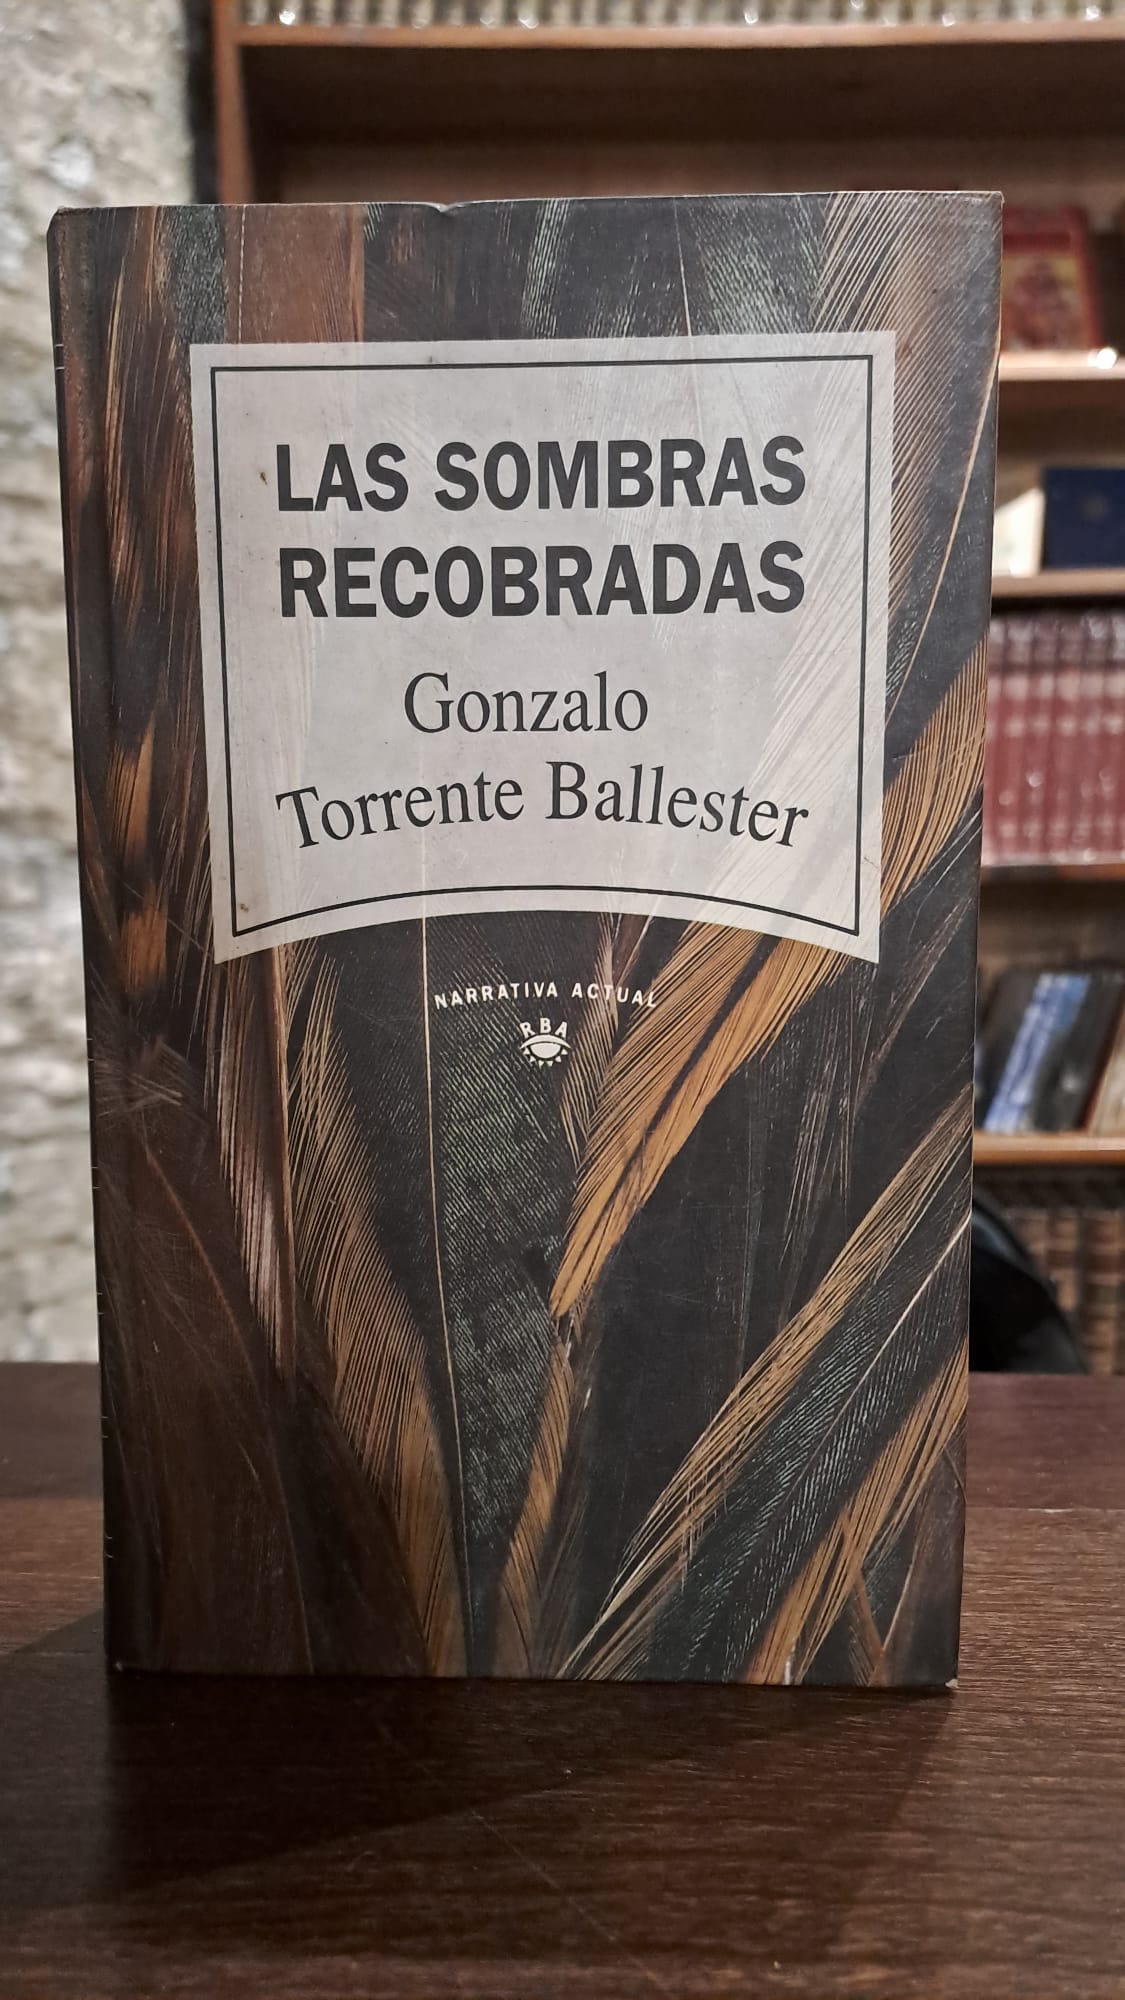 LAS SOMBRAS
RECOBRADAS
Gonzalo
Torrente Ballester
NARRATIVA ACTUAL
RBA